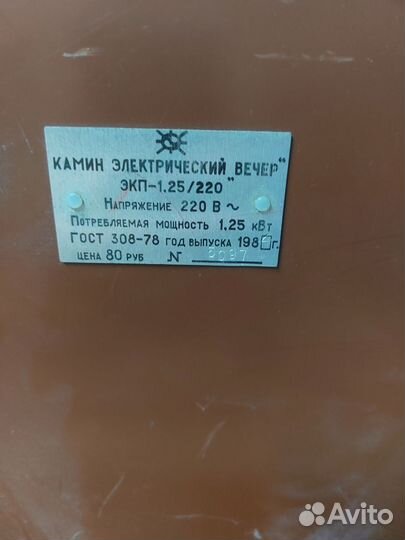 КАМИН ЭЛЕКТРИЧЕСКИЙ ВЕЧЕР"
ЭКП-1.25/220"
НАПРЯЖЕНИЕ 220 В ~
ПОТРЕБЛЯЕМАЯ МОЩНОСТЬ 1,25 кВт
ГОСТ 308-78 ГОД ВЫПУСКА 198 г.
ЦЕНА 80 РУБ N
Avito